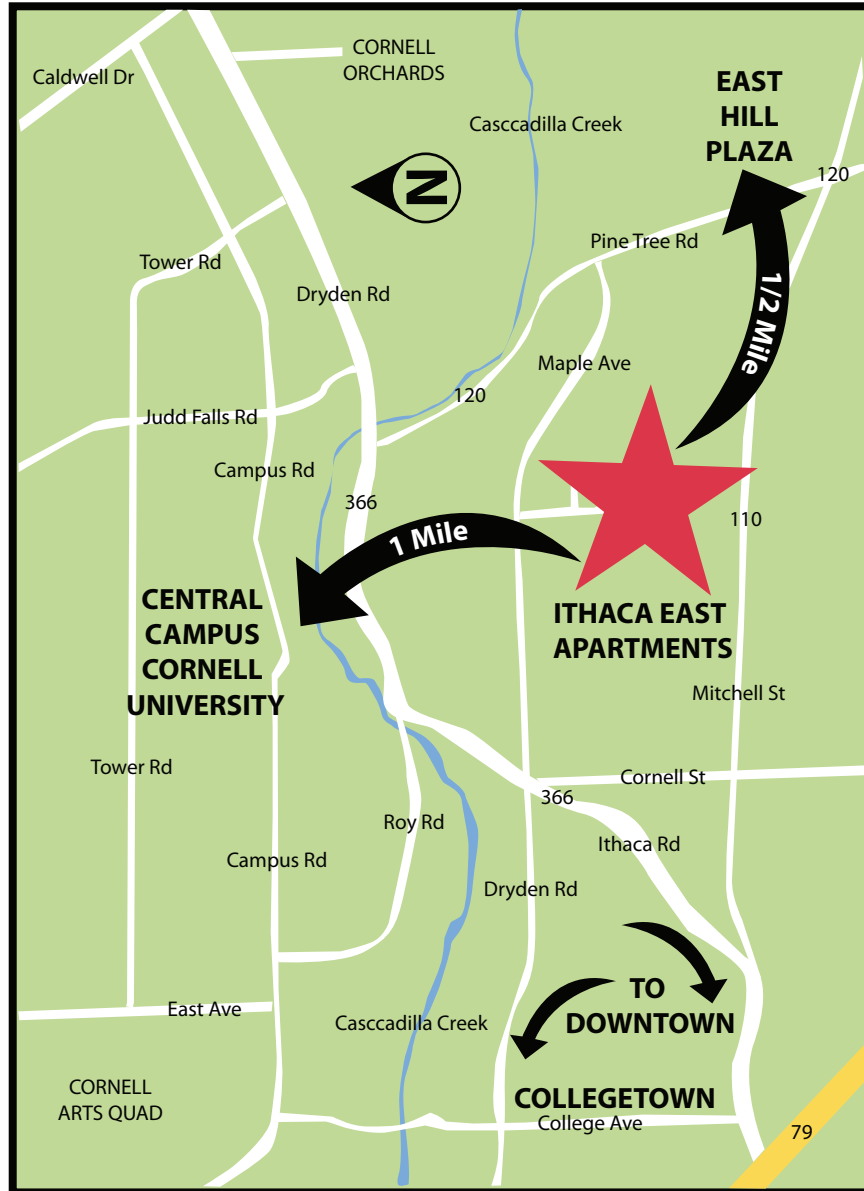 CORNELL
ORCHARDS
Caldwell Dr
EAST
HILL
PLAZA
Casccadilla Creek
120
N
Pine Tree Rd
Tower Rd
Dryden Rd
1/2 Mile
Maple Ave
120
Judd Falls Rd
Campus Rd
366
110
1 Mile
CENTRAL
CAMPUS
CORNELL
UNIVERSITY
ITHACA EAST
APARTMENTS
Mitchell St
Tower Rd
Cornell St
366
Roy Rd
Ithaca Rd
Campus Rd
Dryden Rd
TO
DOWNTOWN
East Ave
Casccadilla Creek
CORNELL
ARTS QUAD
COLLEGETOWN
College Ave
79